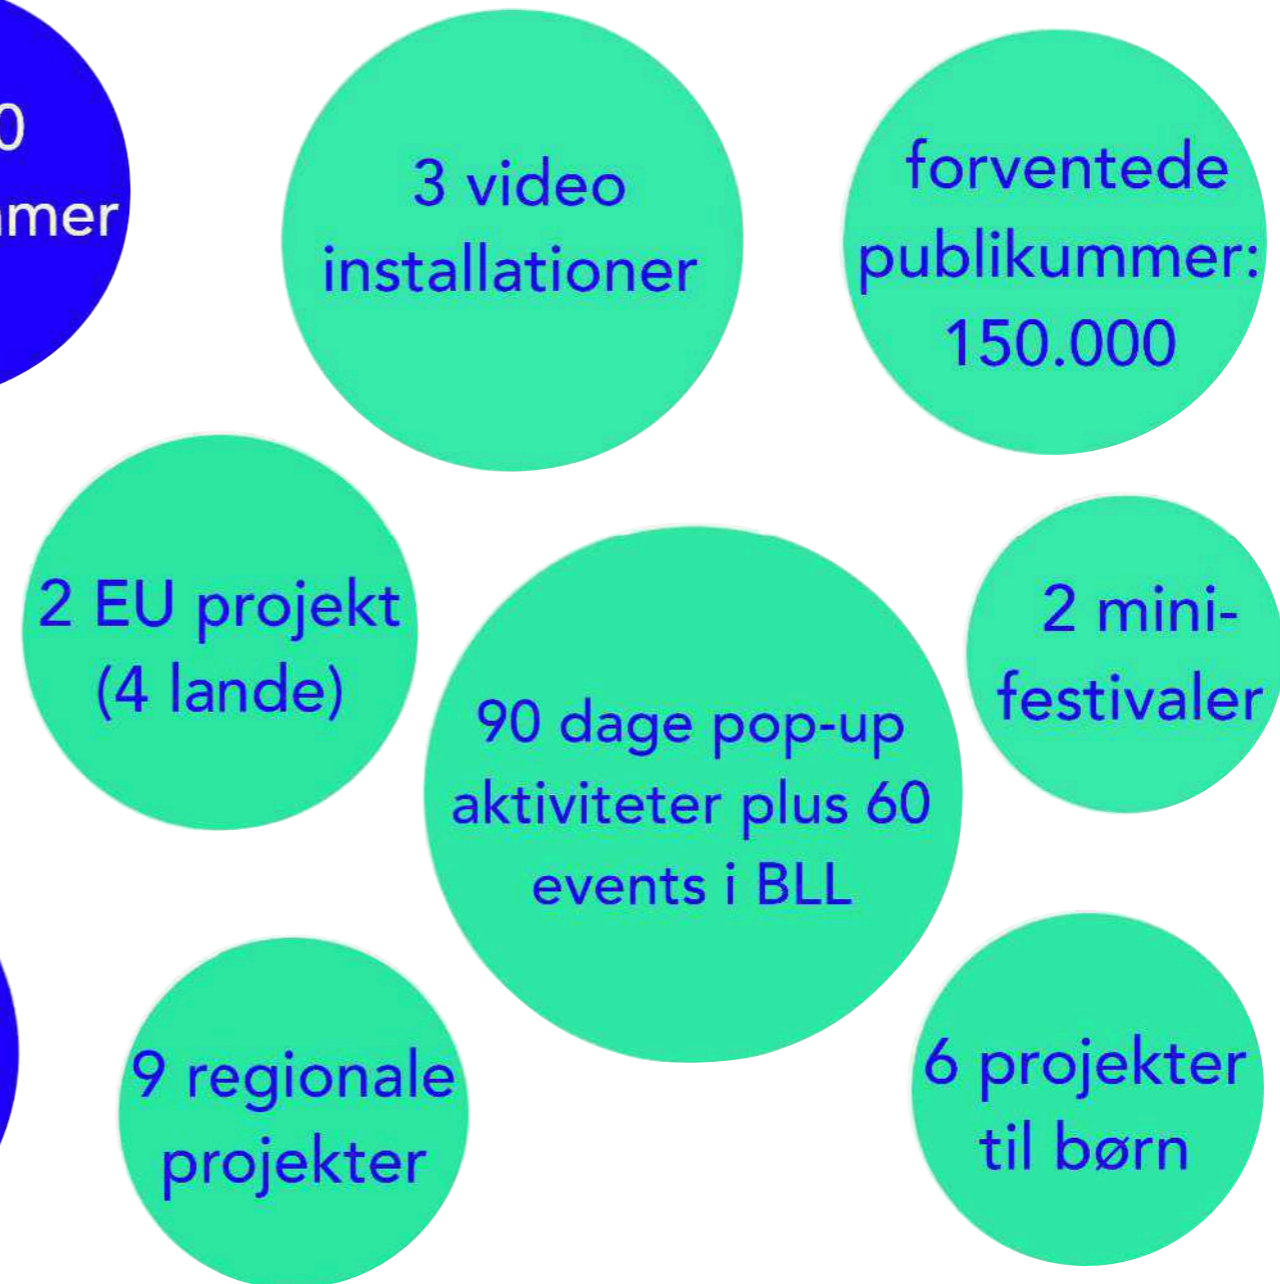 3 video
installationer
forventede
publikummer:
150.000
2 EU projekt
(4 lande)
90 dage pop-up
aktiviteter plus 60
events i BLL
2 mini-
festivaler
9 regionale
projekter
6 projekter
til børn